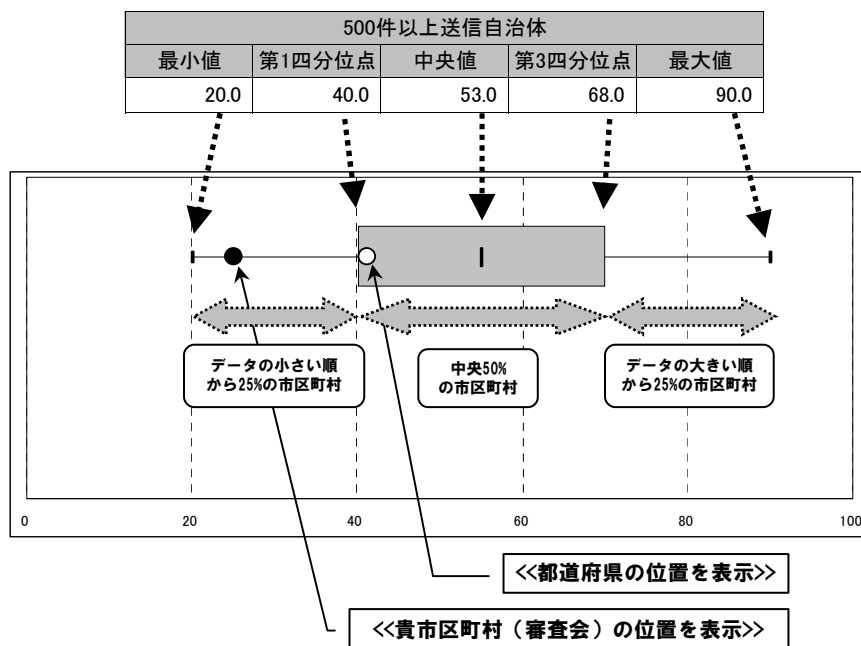 500件以上送信自治体
最小値 第1四分位点 中央値 第3四分位点 最大値
20.0 40.0 53.0 68.0 90.0
データの小さい順
から25%の市区町村
中央50%
の市区町村
データの大きい順
から25%の市区町村
0 20 40 60 80 100
<<都道府県の位置を表示>>
<<貴市区町村（審査会）の位置を表示>>